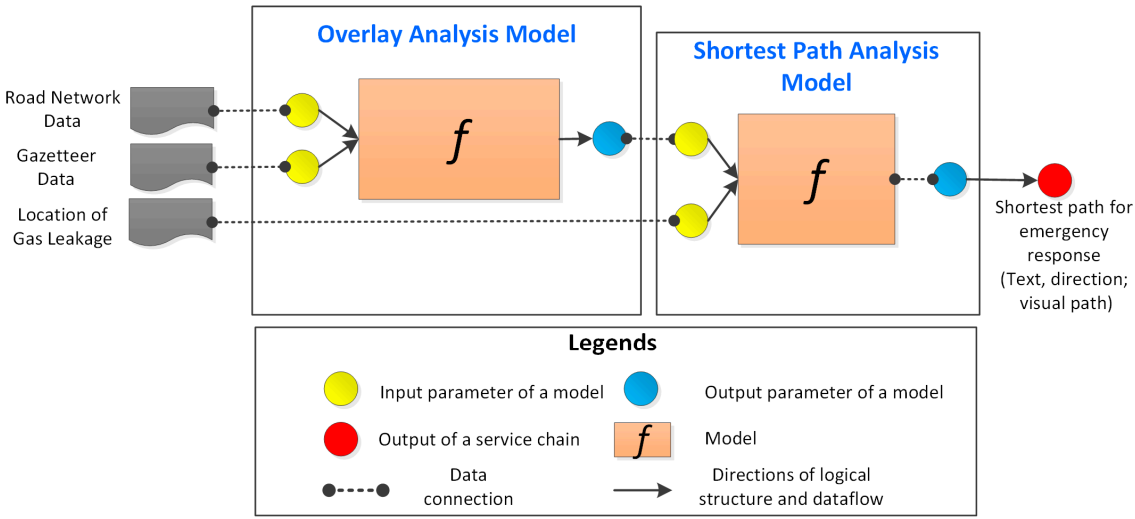 Overlay Analysis Model
Shortest Path Analysis
Model
Road Network
Data
Gazetteer
Data
Location of
Gas Leakage
f
f
Shortest path for
emergency
response
(Text, direction;
visual path)
Legends
Input parameter of a model
Output parameter of a model
Output of a service chain
f
Model
Data
connection
Directions of logical
structure and dataflow